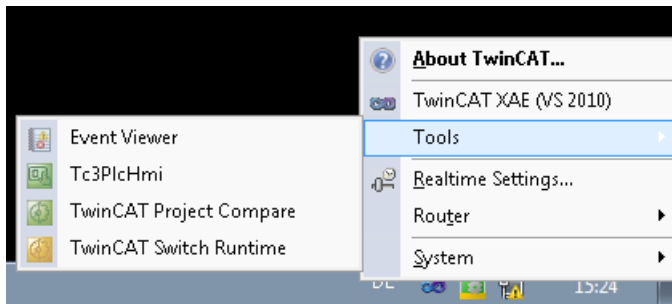 About TwinCAT...
TwinCAT XAE (VS 2010)
Tools
Realtime Settings...
Router
System
Event Viewer
Tc3PlcHmi
TwinCAT Project Compare
TwinCAT Switch Runtime
DE
15:24